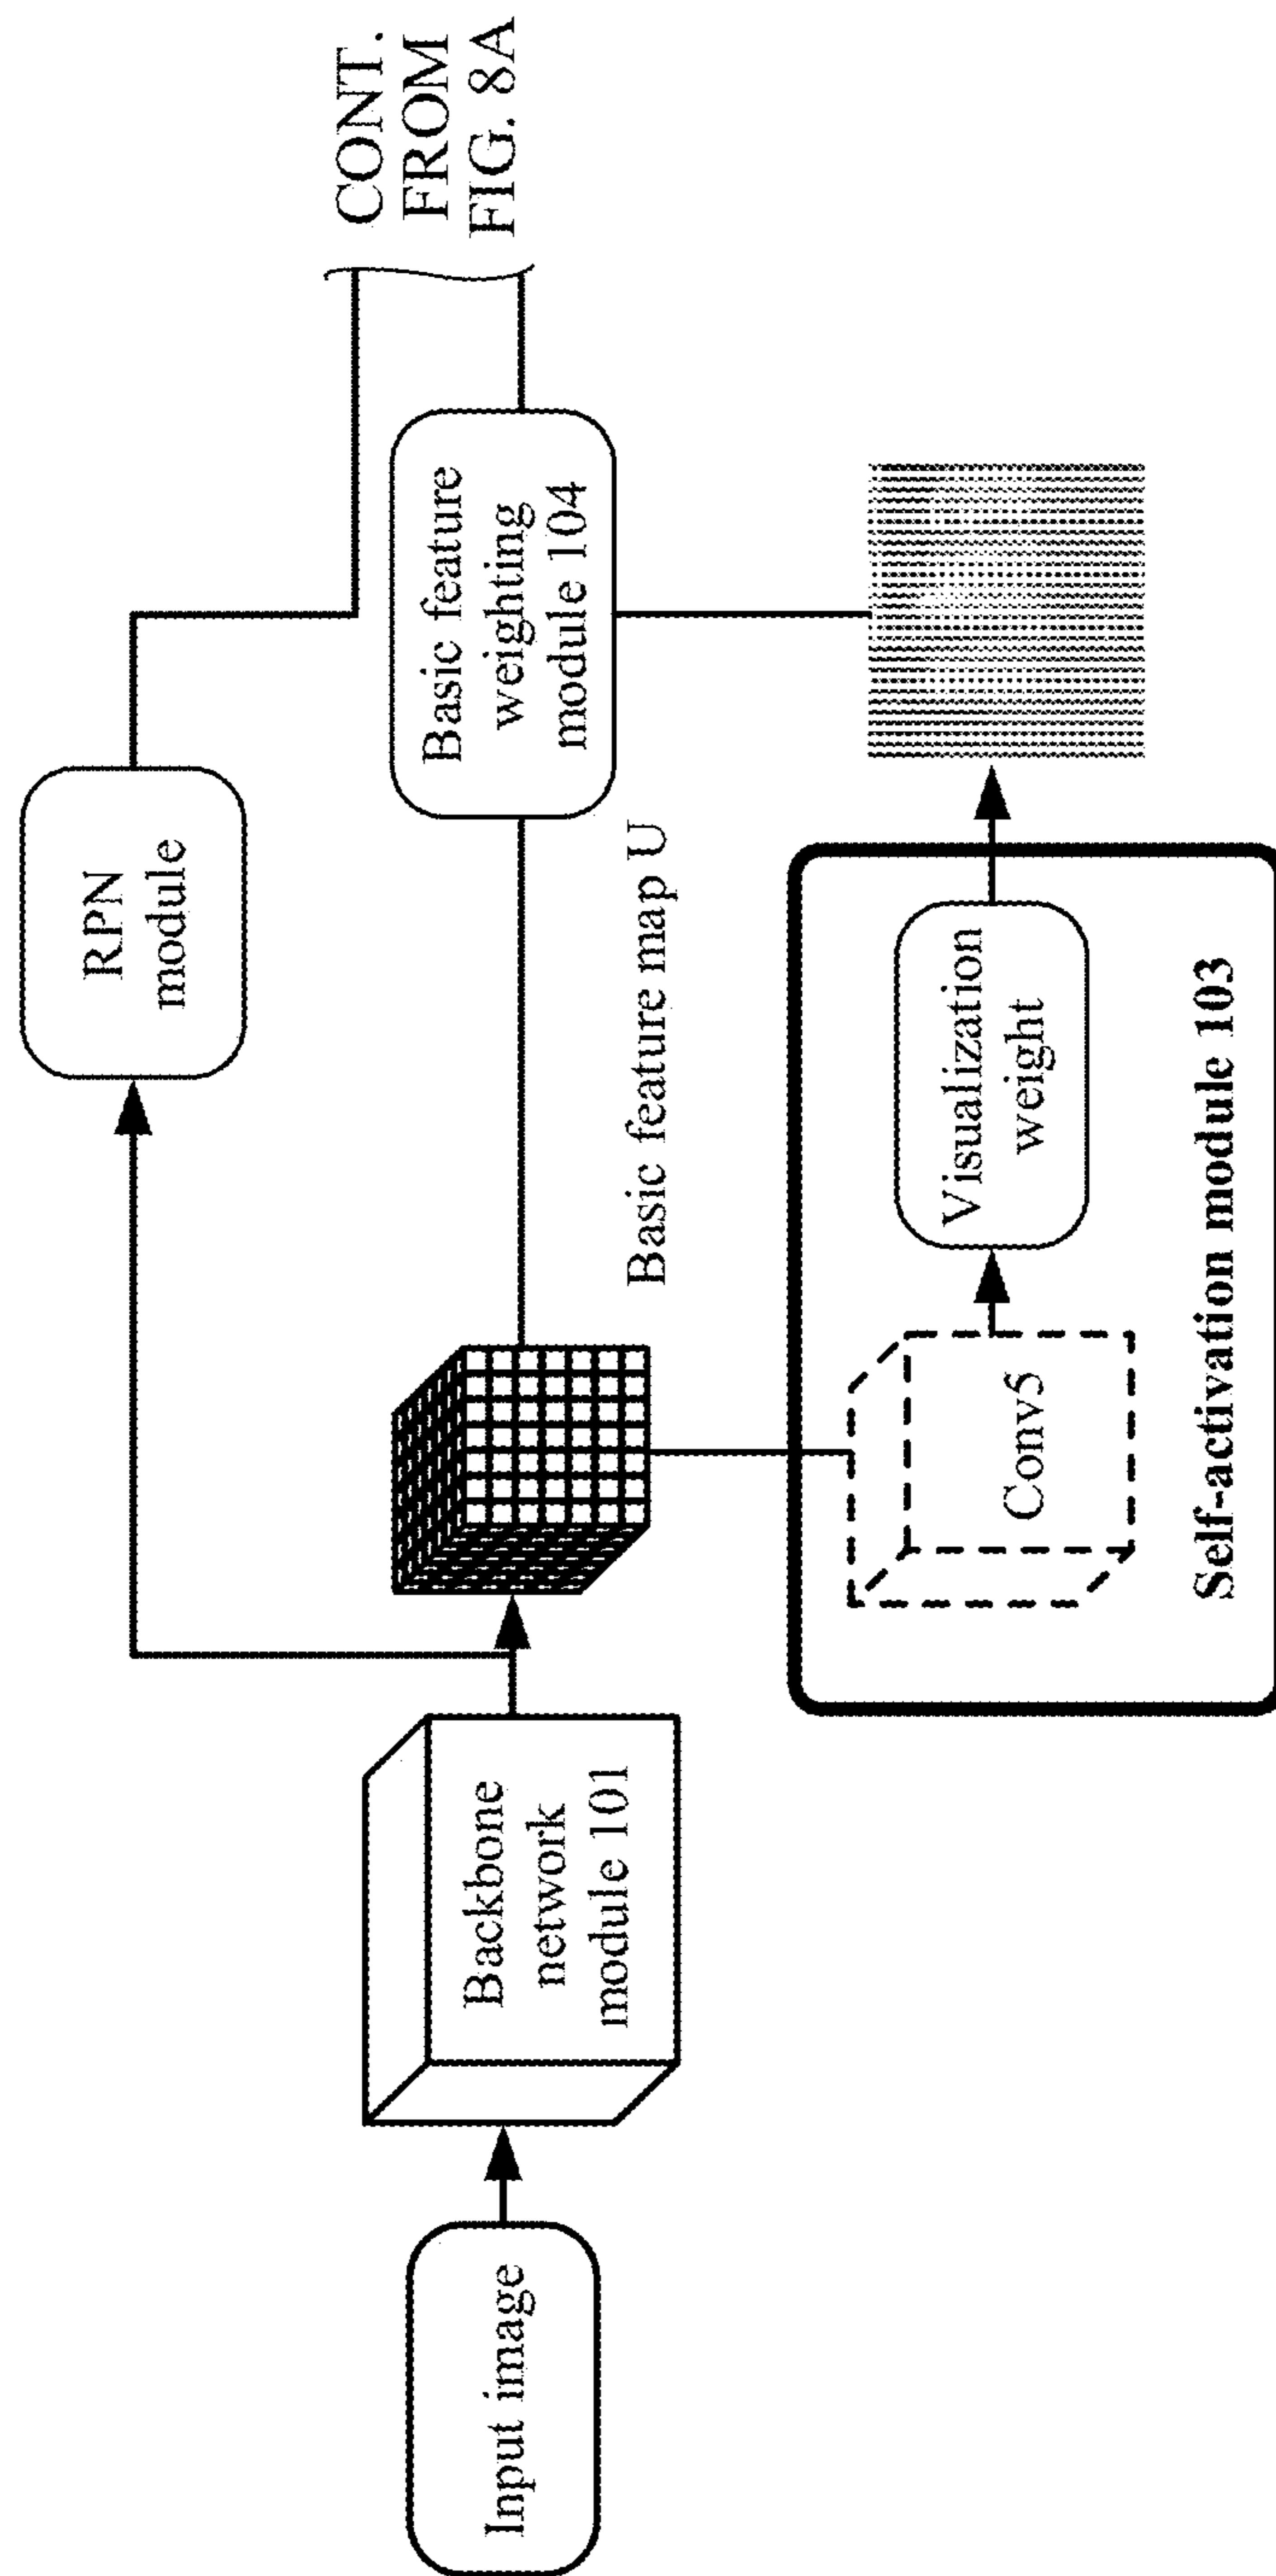 CONT.
FROM
FIG. 8A
RPN
module
Basic feature
weighting
module 104
Basic feature map U
Input image
Backbone
network
module 101
Conv5
Visualization
weight
Self-activation module 103